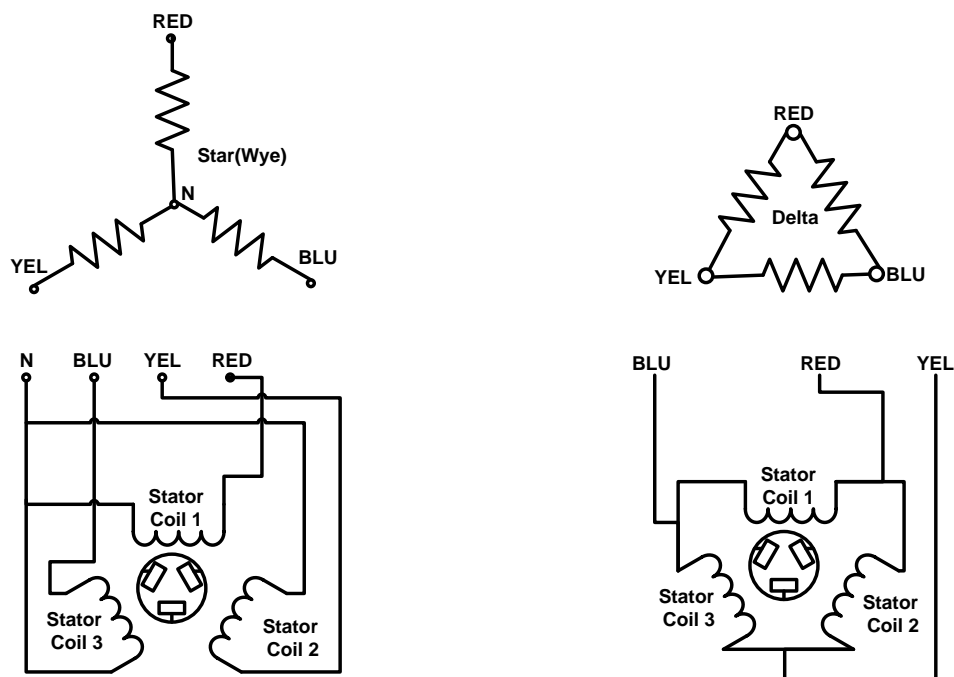 RED
Star(Wye)
N
YEL
BLU
RED
Delta
YEL
BLU
N BLU YEL RED
Stator
Coil 1
Stator
Coil 3
Stator
Coil 2
BLU RED YEL
Stator
Coil 1
Stator
Coil 3
Stator
Coil 2